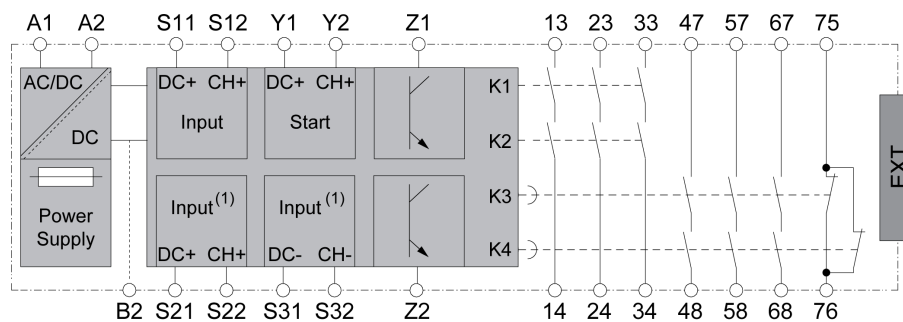 A1 A2 S11 S12 Y1 Y2 Z1 13 23 33 47 57 67 75
AC/DC DC+ CH+ DC+ CH+ K1
Input Start
DC K2
EXT
Input(1) Input(1) K3
Power
Supply
DC+ CH+ DC- CH- K4
B2 S21 S22 S31 S32 Z2 14 24 34 48 58 68 76